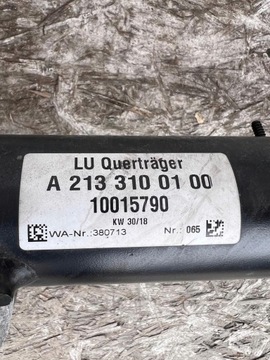 LU Querträger
A 213 310 01 00
10015790
KW 30/18
WA-Nr.:380713 Nr.: 065